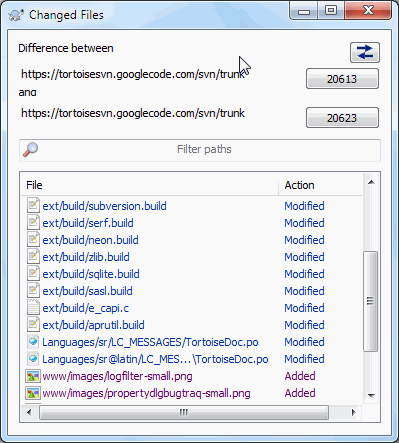 Changed Files
Difference between
https://tortoisesvn.googlecode.com/svn/trunk 20613
and
https://tortoisesvn.googlecode.com/svn/trunk 20623
Filter paths
File Action
ext/build/subversion.build Modified
ext/build/serf.build Modified
ext/build/neon.build Modified
ext/build/zlib.build Modified
ext/build/sqlite.build Modified
ext/build/sasl.build Modified
ext/build/e_capi.c Modified
ext/build/aprutil.build Modified
Languages/sr/LC_MESSAGES/TortoiseDoc.po Modified
Languages/sr@latin/LC_MES...\TortoiseDoc.po Modified
www/images/logfilter-small.png Added
www/images/propertydlgbugtraq-small.png Added